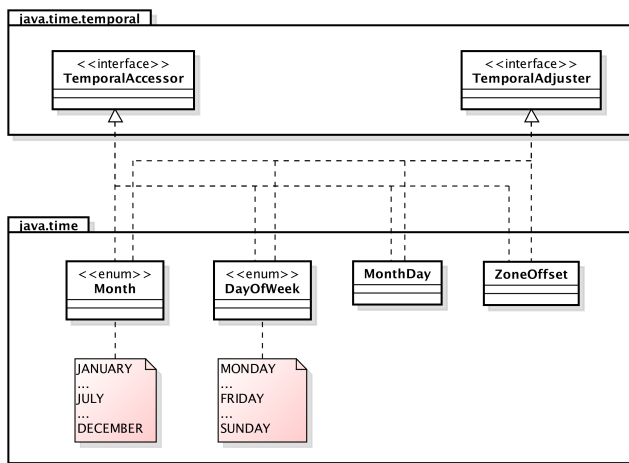 java.time.temporal
<<interface>>
TemporalAccessor
<<interface>>
TemporalAdjuster
java.time
<<enum>>
Month
<<enum>>
DayOfWeek
MonthDay
ZoneOffset
JANUARY
...
JULY
...
DECEMBER
MONDAY
...
FRIDAY
...
SUNDAY